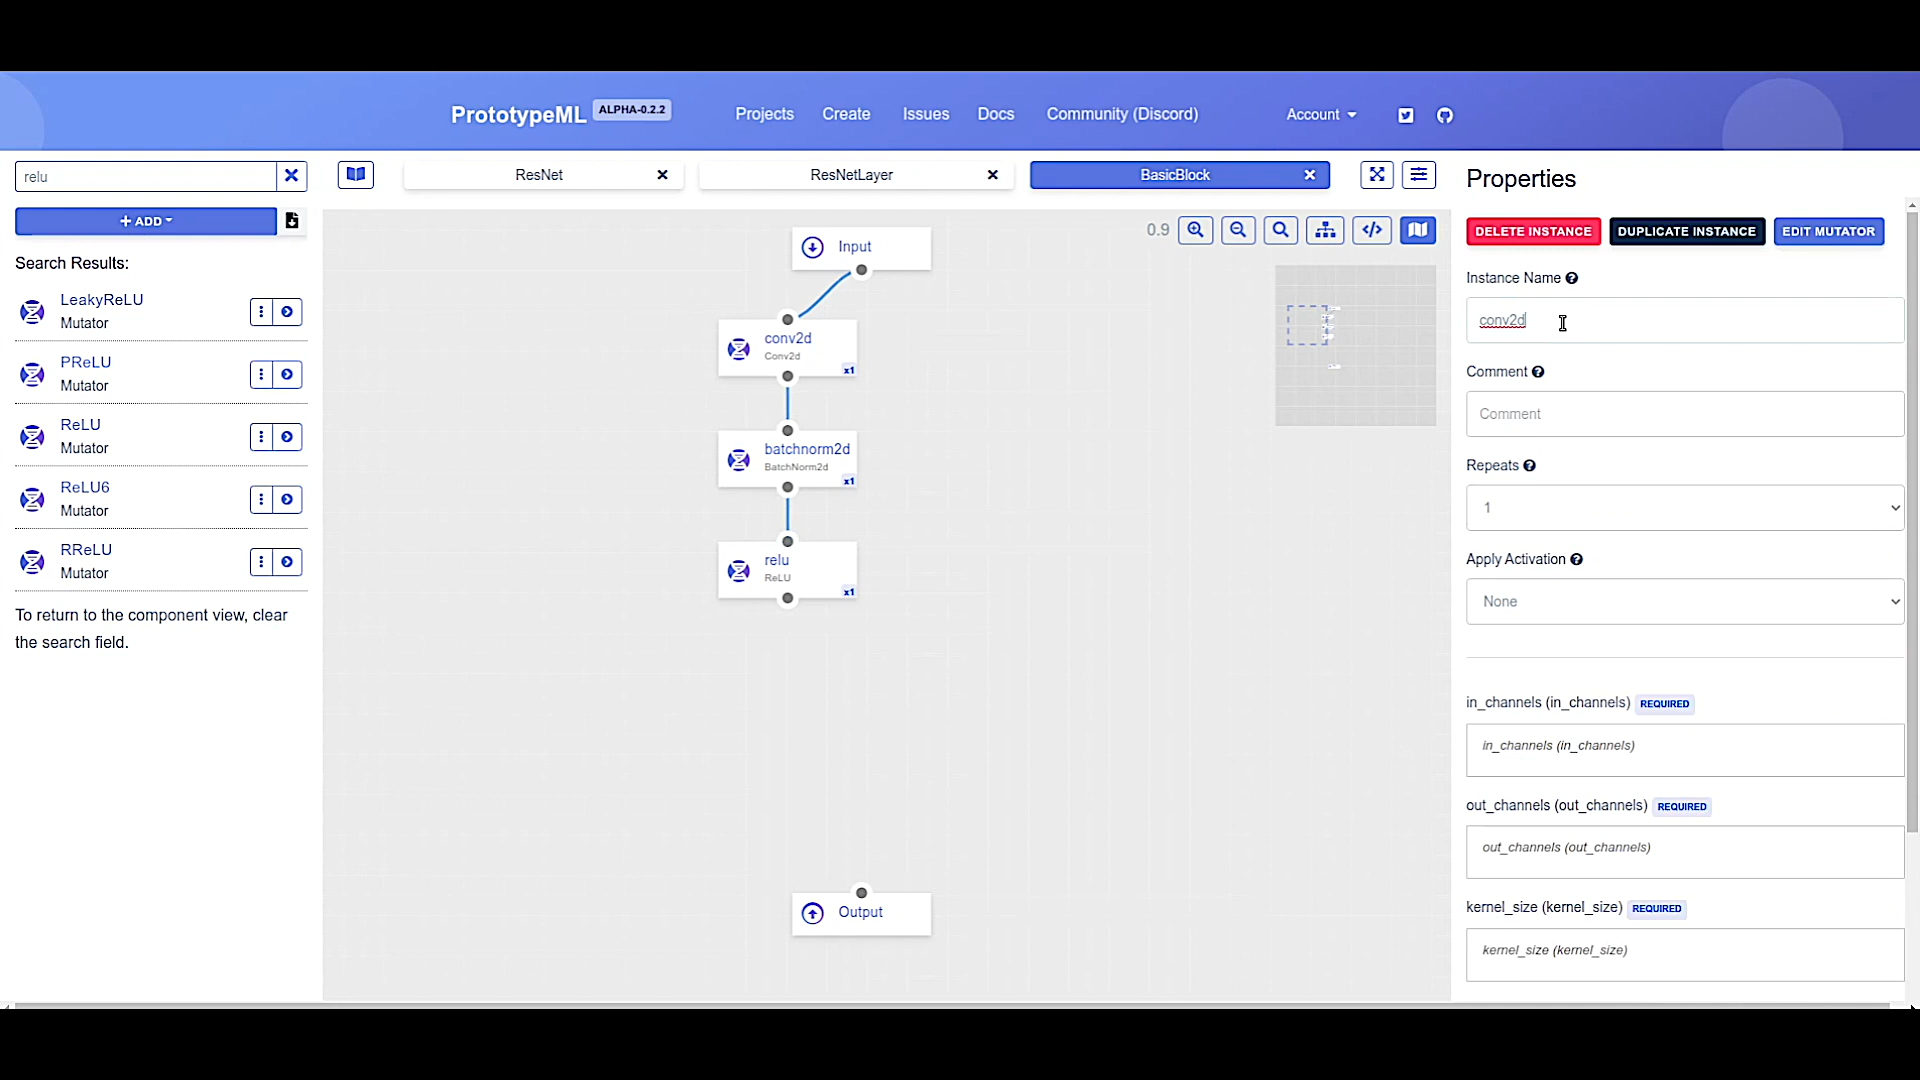 PrototypeML ALPHA-0.2.2 Projects Create Issues Docs Community (Discord) Account
relu
ResNet
ResNetLayer
BasicBlock
Properties
+ ADD
0.9
DELETE INSTANCE DUPLICATE INSTANCE EDIT MUTATOR
Search Results:
LeakyReLU
Mutator
PReLU
Mutator
ReLU
Mutator
ReLU6
Mutator
RReLU
Mutator
To return to the component view, clear
the search field.
Input
conv2d
Conv2d
x1
batchnorm2d
BatchNorm2d
x1
relu
ReLU
x1
Output
Instance Name
conv2d
Comment
Comment
Repeats
1
Apply Activation
None
in_channels (in_channels) REQUIRED
in_channels (in_channels)
out_channels (out_channels) REQUIRED
out_channels (out_channels)
kernel_size (kernel_size) REQUIRED
kernel_size (kernel_size)